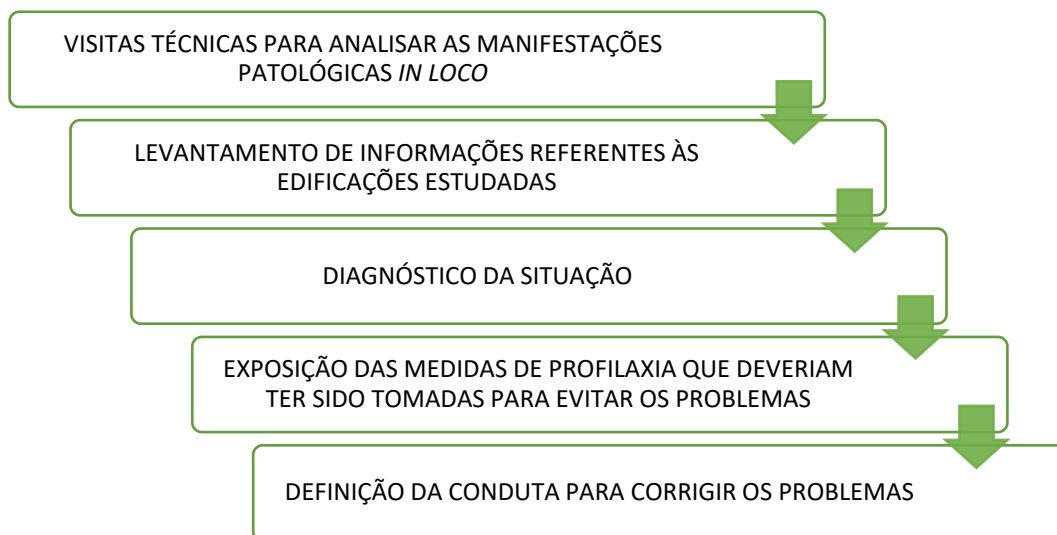 VISITAS TÉCNICAS PARA ANALISAR AS MANIFESTAÇÕES
PATOLÓGICAS IN LOCO
LEVANTAMENTO DE INFORMAÇÕES REFERENTES ÀS
EDIFICAÇÕES ESTUDADAS
DIAGNÓSTICO DA SITUAÇÃO
EXPOSIÇÃO DAS MEDIDAS DE PROFILAXIA QUE DEVERIAM
TER SIDO TOMADAS PARA EVITAR OS PROBLEMAS
DEFINIÇÃO DA CONDUTA PARA CORRIGIR OS PROBLEMAS